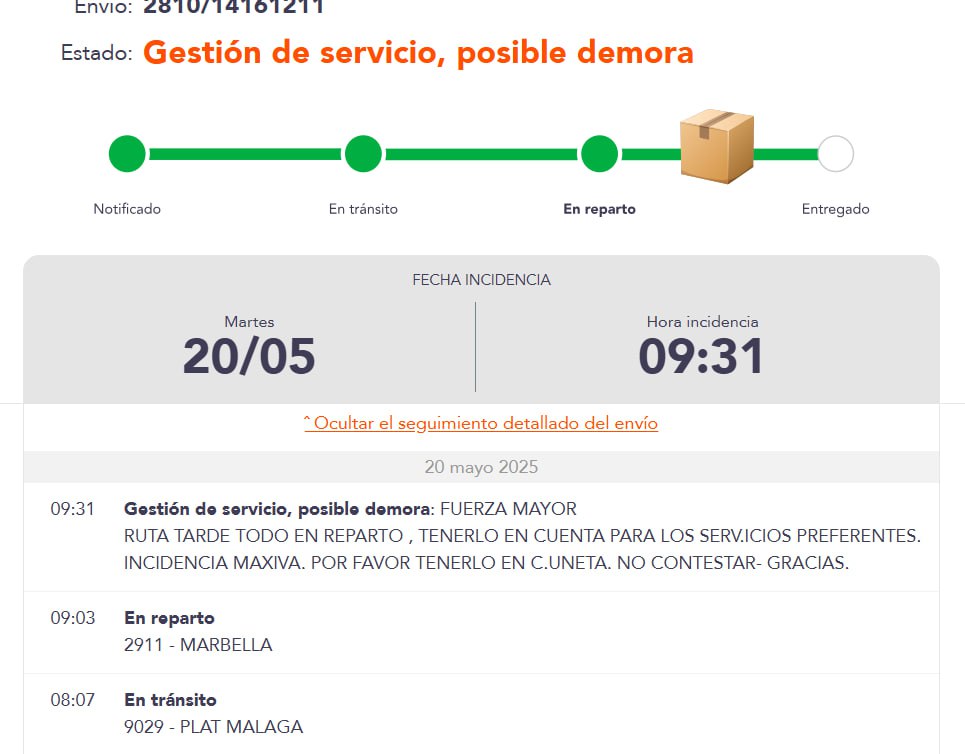 Envío: 2810/14161211
Estado: Gestión de servicio, posible demora
Notificado En tránsito En reparto Entregado
FECHA INCIDENCIA
Martes Hora incidencia
20/05 09:31
ˆ Ocultar el seguimiento detallado del envío
20 mayo 2025
09:31 Gestión de servicio, posible demora: FUERZA MAYOR
RUTA TARDE TODO EN REPARTO , TENERLO EN CUENTA PARA LOS SERV.ICIOS PREFERENTES.
INCIDENCIA MAXIVA. POR FAVOR TENERLO EN C.UNETA. NO CONTESTAR- GRACIAS.
09:03 En reparto
2911 - MARBELLA
08:07 En tránsito
9029 - PLAT MALAGA